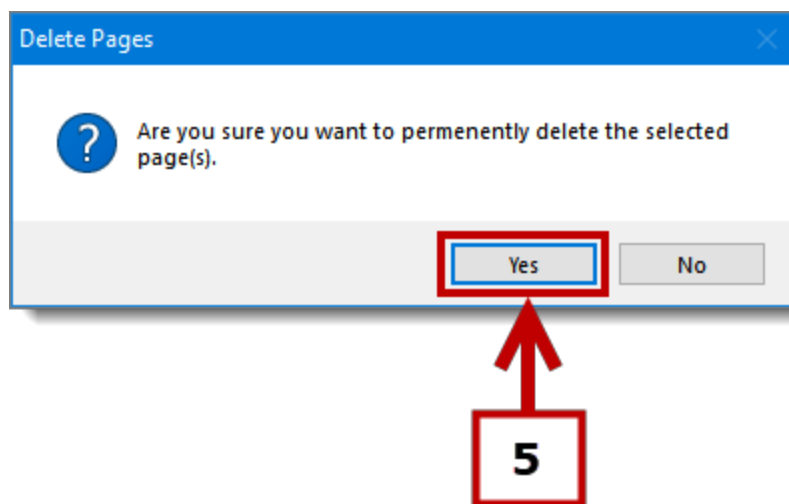 Delete Pages
Are you sure you want to permenently delete the selected
page(s).
Yes No
5